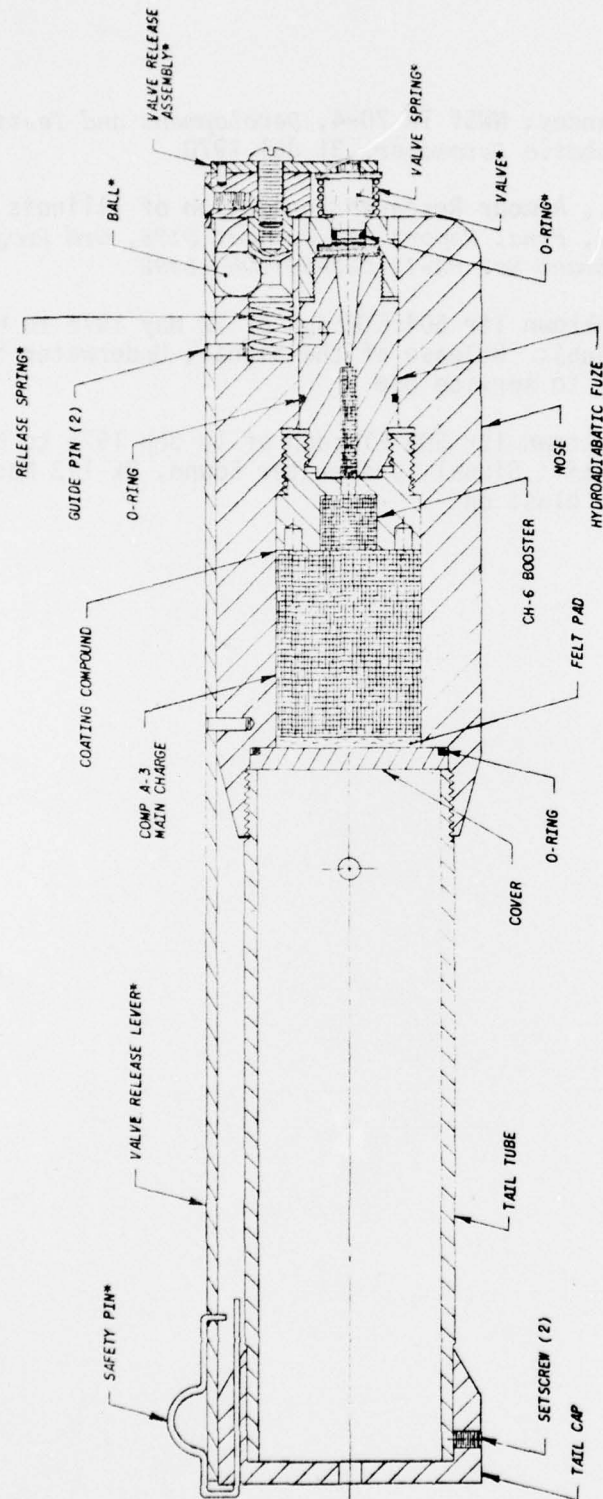 SAFETY PIN*
VALVE RELEASE LEVER*
COMP A-3
MAIN CHARGE
COATING COMPOUND
O-RING
GUIDE PIN (2)
RELEASE SPRING*
BALL*
VALVE RELEASE
ASSEMBLY*
VALVE SPRING*
VALVE*
O-RING*
HYDRODIABATIC FUZE
NOSE
CH-6 BOOSTER
FELT PAD
O-RING
COVER
TAIL TUBE
SETSCREW (2)
TAIL CAP